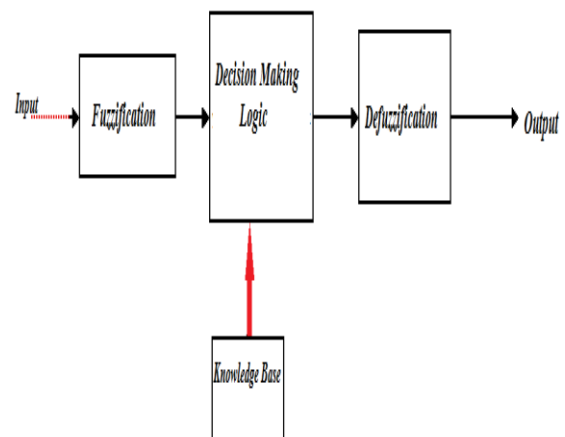 Input
Fuzzification
Decision Making
Logic
Defuzzification
Output
Knowledge Base